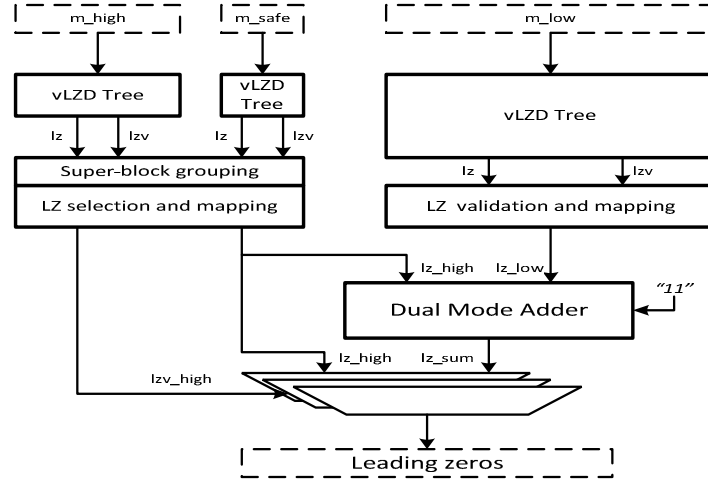 m_high
m_safe
m_low
vLZD Tree
vLZD
Tree
vLZD Tree
lz
lzv
lz
lzv
lz
lzv
Super-block grouping
LZ selection and mapping
LZ validation and mapping
lz_high
lz_low
Dual Mode Adder
"11"
lz_high
lz_sum
lzv_high
Leading zeros